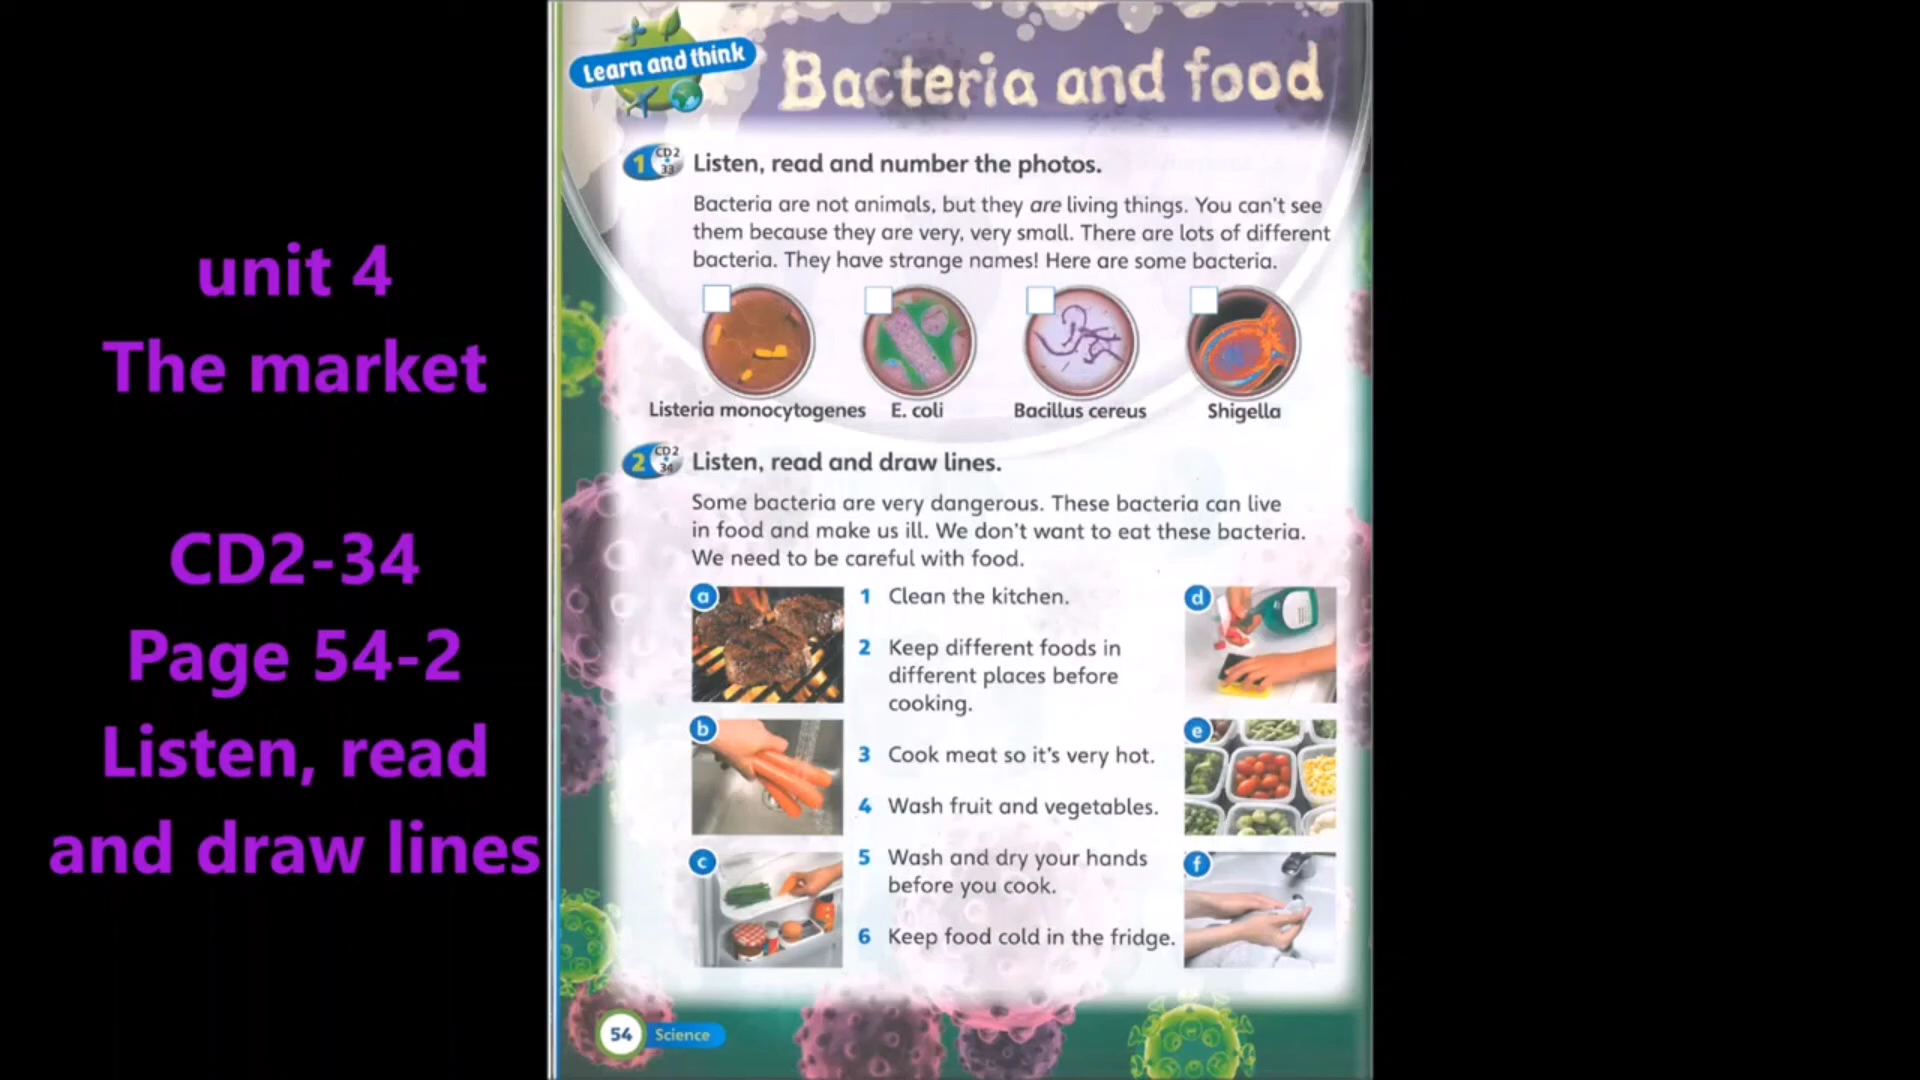 unit 4
The market
CD2-34
Page 54-2
Listen, read
and draw lines
Learn and think
Bacteria and food
1 CD2 33 Listen, read and number the photos.
Bacteria are not animals, but they are living things. You can't see
them because they are very, very small. There are lots of different
bacteria. They have strange names! Here are some bacteria.
Listeria monocytogenes E. coli Bacillus cereus Shigella
2 CD2 34 Listen, read and draw lines.
Some bacteria are very dangerous. These bacteria can live
in food and make us ill. We don't want to eat these bacteria.
We need to be careful with food.
a
b
c
1 Clean the kitchen.
2 Keep different foods in
different places before
cooking.
3 Cook meat so it's very hot.
4 Wash fruit and vegetables.
5 Wash and dry your hands
before you cook.
6 Keep food cold in the fridge.
d
e
f
54 Science